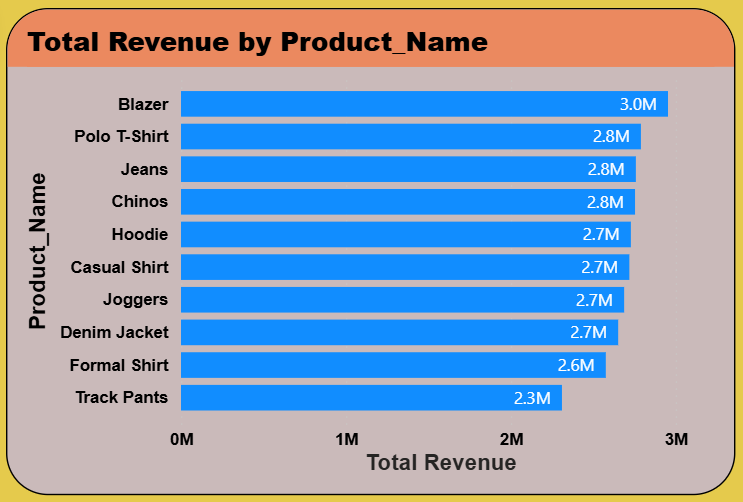 Total Revenue by Product_Name
Product_Name
Blazer 3.0M
Polo T-Shirt 2.8M
Jeans 2.8M
Chinos 2.8M
Hoodie 2.7M
Casual Shirt 2.7M
Joggers 2.7M
Denim Jacket 2.7M
Formal Shirt 2.6M
Track Pants 2.3M
0M 1M 2M 3M
Total Revenue